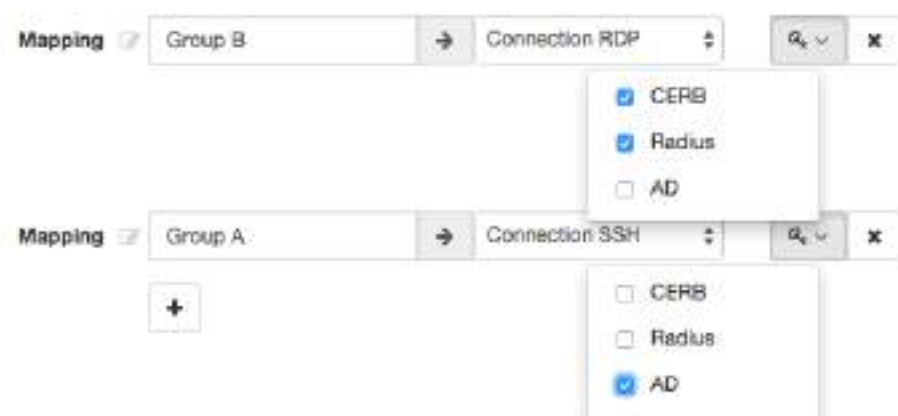 Mapping Group B Connection RDP
CERB
Radius
AD
Mapping Group A Connection SSH
CERB
Radius
AD